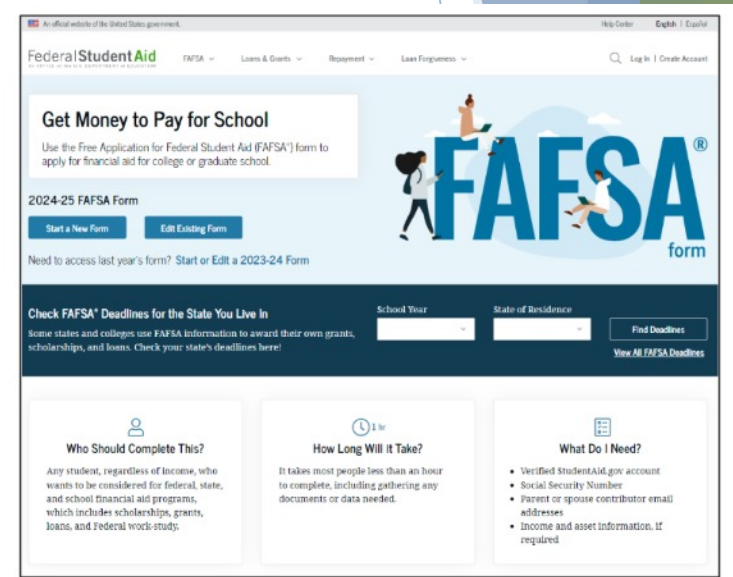 An official website of the United States government.
Help Center English | Español
FederalStudentAid
FAFSA Loans & Grants Repayment Loan Forgiveness
Log In | Create Account
Get Money to Pay for School
Use the Free Application for Federal Student Aid (FAFSA®) form to
apply for financial aid for college or graduate school.
2024-25 FAFSA Form
Start a New Form Edit Existing Form
Need to access last year's form? Start or Edit a 2023-24 Form
FAFSA®
form
Check FAFSA® Deadlines for the State You Live In
Some states and colleges use FAFSA information to award their own grants,
scholarships, and loans. Check your state's deadlines here!
School Year
State of Residence
Find Deadlines
View All FAFSA Deadlines
Who Should Complete This?
Any student, regardless of income, who
wants to be considered for federal, state,
and school financial aid programs,
which includes scholarships, grants,
loans, and Federal work-study.
1 hr
How Long Will it Take?
It takes most people less than an hour
to complete, including gathering any
documents or data needed.
What Do I Need?
• Verified StudentAid.gov account
• Social Security Number
• Parent or spouse contributor email
addresses
• Income and asset information, if
required